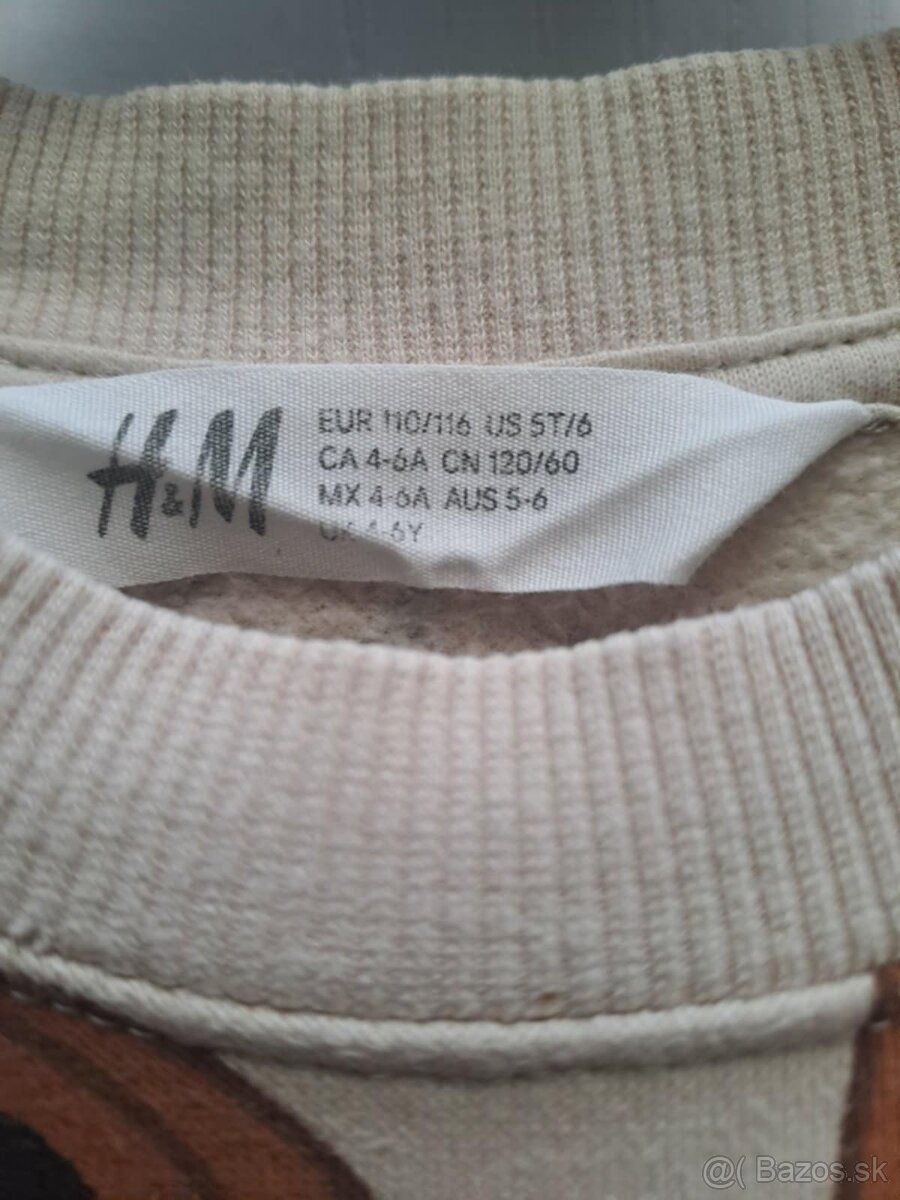 H&M
EUR 110/116 US 5T/6
CA 4-6A CN 120/60
MX 4-6A AUS 5-6
UK 4-6Y
@( Bazos.sk